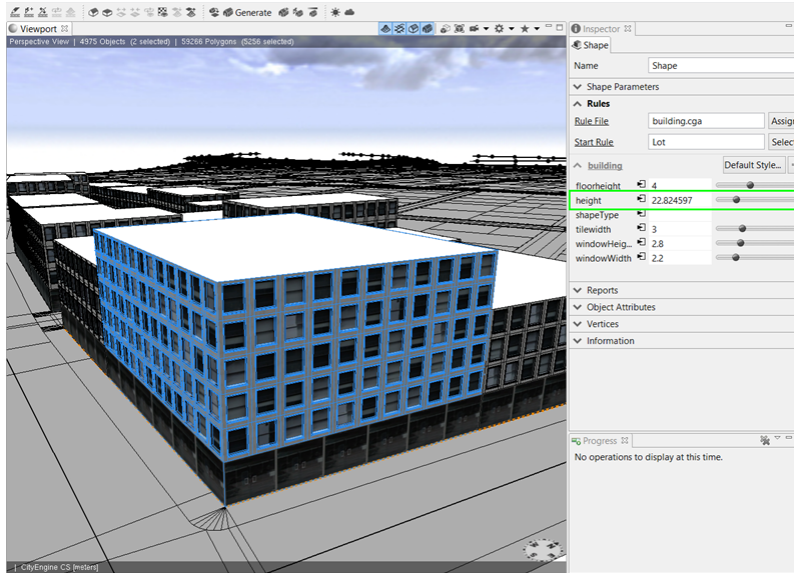 Generate
Viewport
Perspective View | 4975 Objects (2 selected) | 59266 Polygons (5256 selected)
CityEngine CS [meters]
Inspector
Shape
Name Shape
Shape Parameters
Rules
Rule File building.cga Assign
Start Rule Lot Selec
building Default Style...
floorheight 4
height 22.824597
shapeType
tilewidth 3
windowHeig... 2.8
windowWidth 2.2
Reports
Object Attributes
Vertices
Information
Progress
No operations to display at this time.